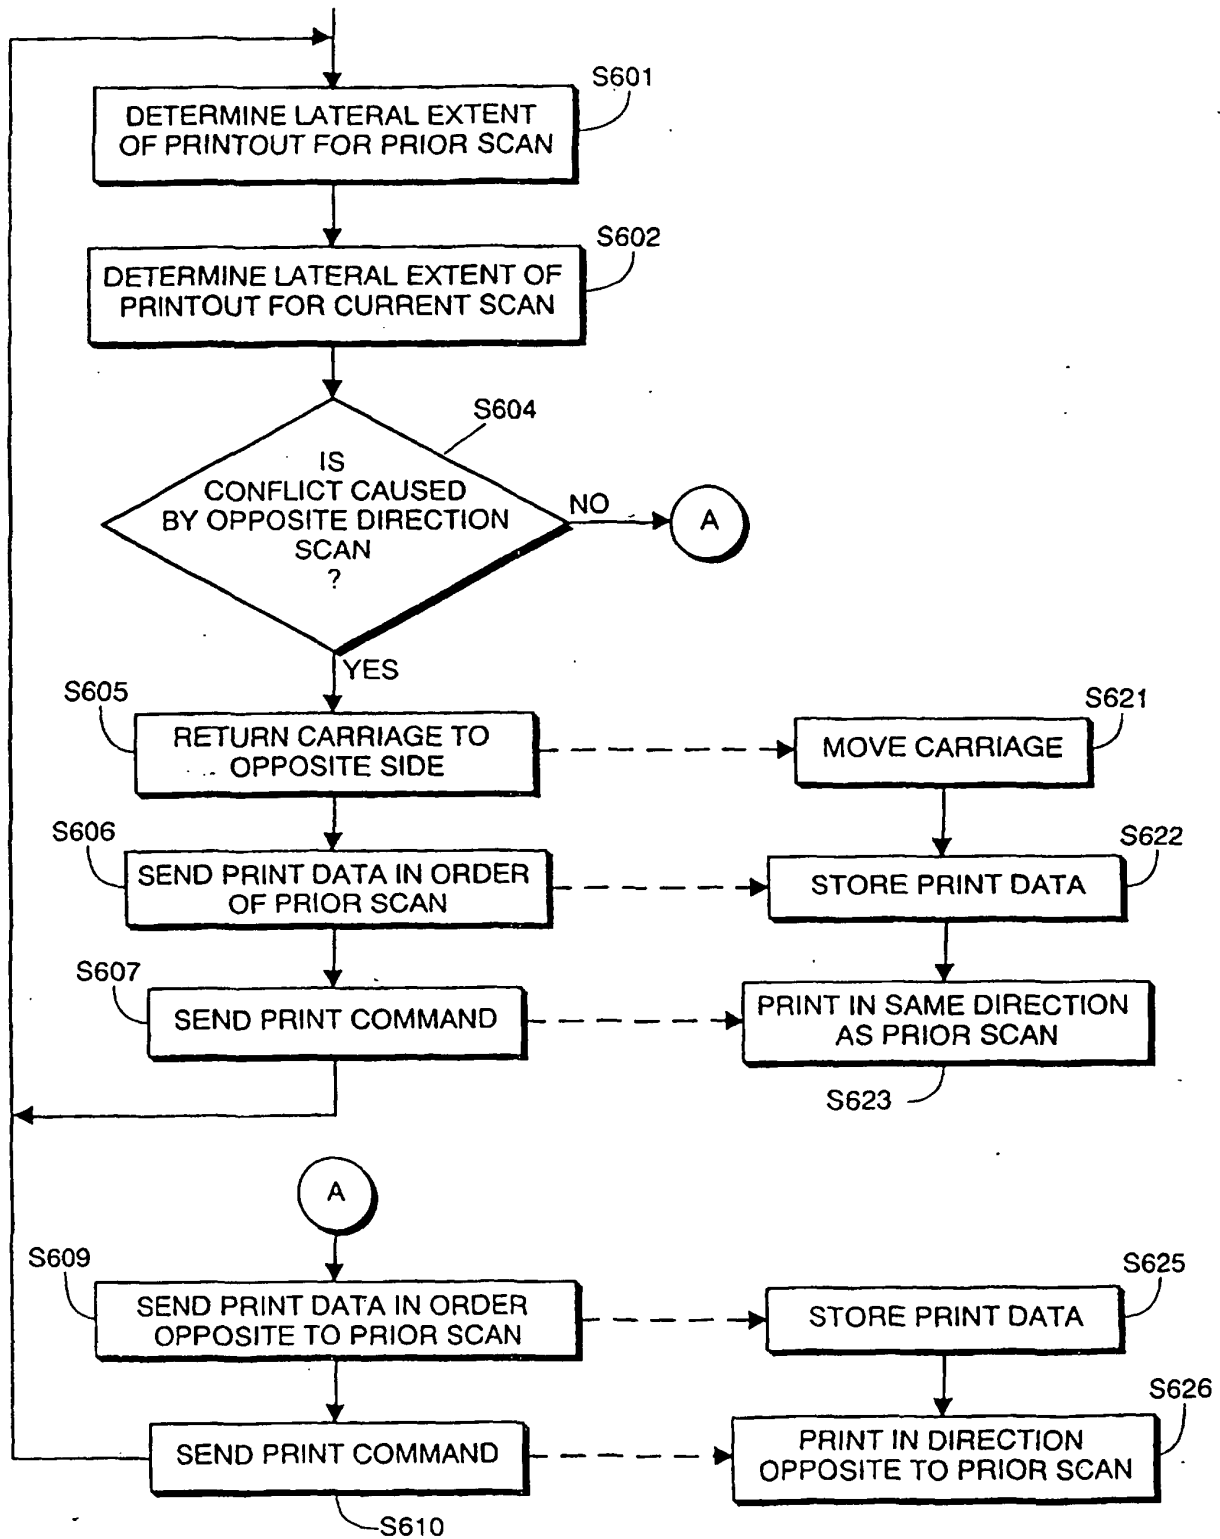 S601
DETERMINE LATERAL EXTENT
OF PRINTOUT FOR PRIOR SCAN
S602
DETERMINE LATERAL EXTENT OF
PRINTOUT FOR CURRENT SCAN
S604
IS
CONFLICT CAUSED
BY OPPOSITE DIRECTION
SCAN
?
NO
A
YES
S605
RETURN CARRIAGE TO
OPPOSITE SIDE
S621
MOVE CARRIAGE
S606
SEND PRINT DATA IN ORDER
OF PRIOR SCAN
S622
STORE PRINT DATA
S607
SEND PRINT COMMAND
PRINT IN SAME DIRECTION
AS PRIOR SCAN
S623
A
S609
SEND PRINT DATA IN ORDER
OPPOSITE TO PRIOR SCAN
S625
STORE PRINT DATA
SEND PRINT COMMAND
S610
S626
PRINT IN DIRECTION
OPPOSITE TO PRIOR SCAN